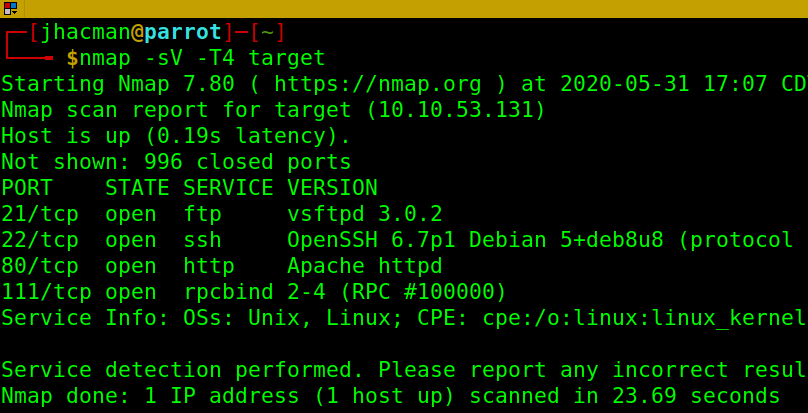 ┌─[jhacman@parrot]─[~]
└──╼ $nmap -sV -T4 target
Starting Nmap 7.80 ( https://nmap.org ) at 2020-05-31 17:07
Nmap scan report for target (10.10.53.131)
Host is up (0.19s latency).
Not shown: 996 closed ports
PORT    STATE SERVICE VERSION
21/tcp  open  ftp     vsftpd 3.0.2
22/tcp  open  ssh     OpenSSH 6.7p1 Debian 5+deb8u8 (protocol
80/tcp  open  http    Apache httpd
111/tcp open  rpcbind 2-4 (RPC #100000)
Service Info: OSs: Unix, Linux; CPE: cpe:/o:linux:linux_kernel

Service detection performed. Please report any incorrect resul
Nmap done: 1 IP address (1 host up) scanned in 23.69 seconds